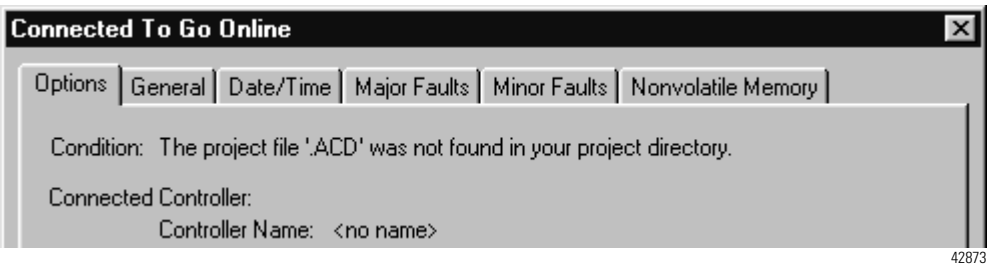 Connected To Go Online
Options General Date/Time Major Faults Minor Faults Nonvolatile Memory
Condition: The project file '.ACD' was not found in your project directory.
Connected Controller:
Controller Name: <no name>
42873